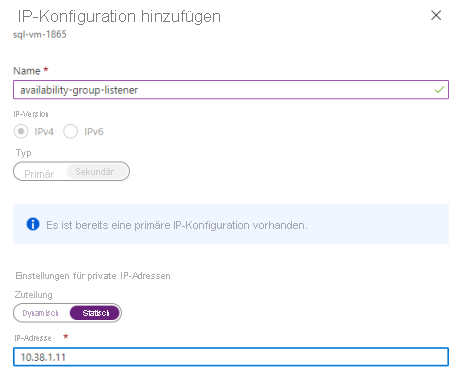 IP-Konfiguration hinzufügen
sql-vm-1865
Name *
availability-group-listener
IP-Version
IPv4 IPv6
Typ
Primär Sekundär
Es ist bereits eine primäre IP-Konfiguration vorhanden.
Einstellungen für private IP-Adressen
Zuteilung
Dynamisch Statisch
IP-Adresse *
10.38.1.11